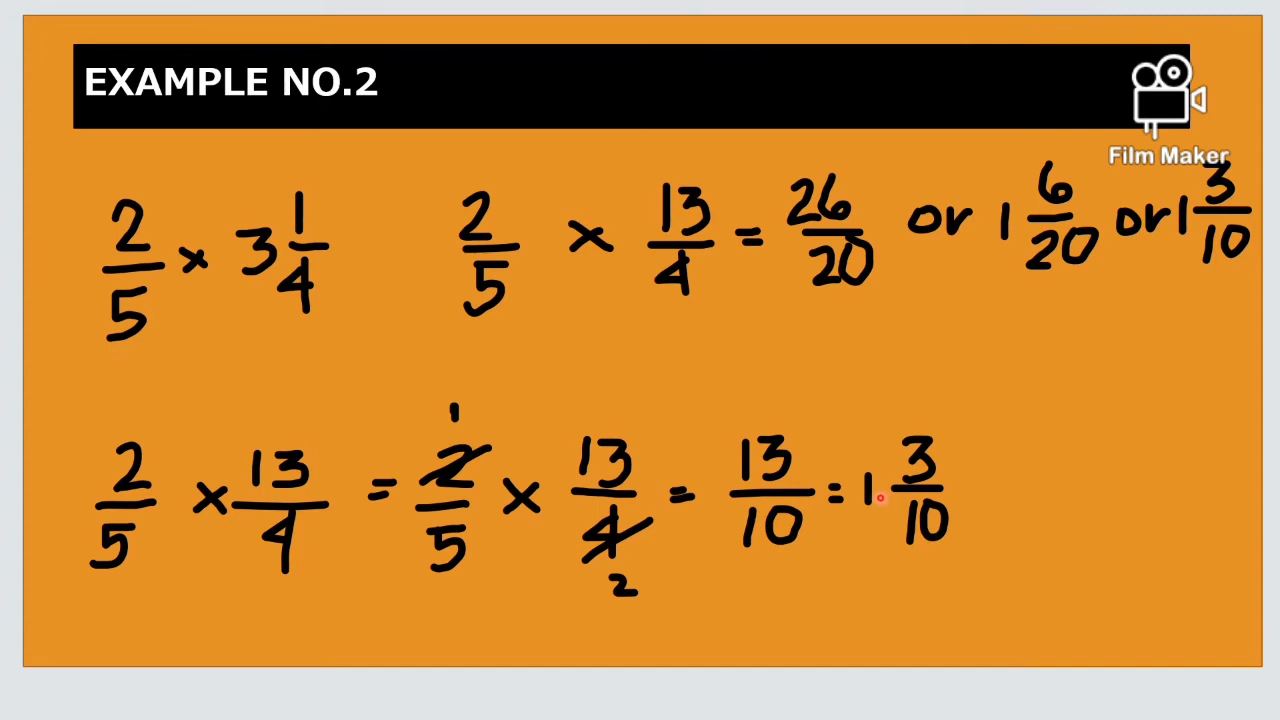 EXAMPLE NO.2
Film Maker
2/5 × 3 1/4   2/5 × 13/4 = 26/20 or 1 6/20 or 1 3/10
2/5 × 13/4 = 1 2/5 × 13/4 2 = 13/10 = 1 3/10